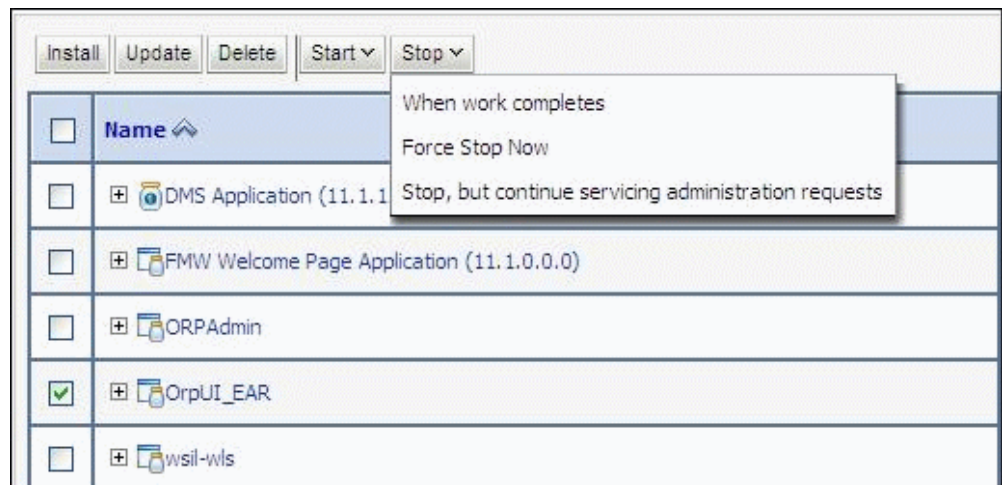 Install Update Delete Start Stop
When work completes
Force Stop Now
Stop, but continue servicing administration requests
Name
DMS Application (11.1.1
FMW Welcome Page Application (11.1.0.0.0)
ORPAdmin
OrpUI_EAR
wsil-wls